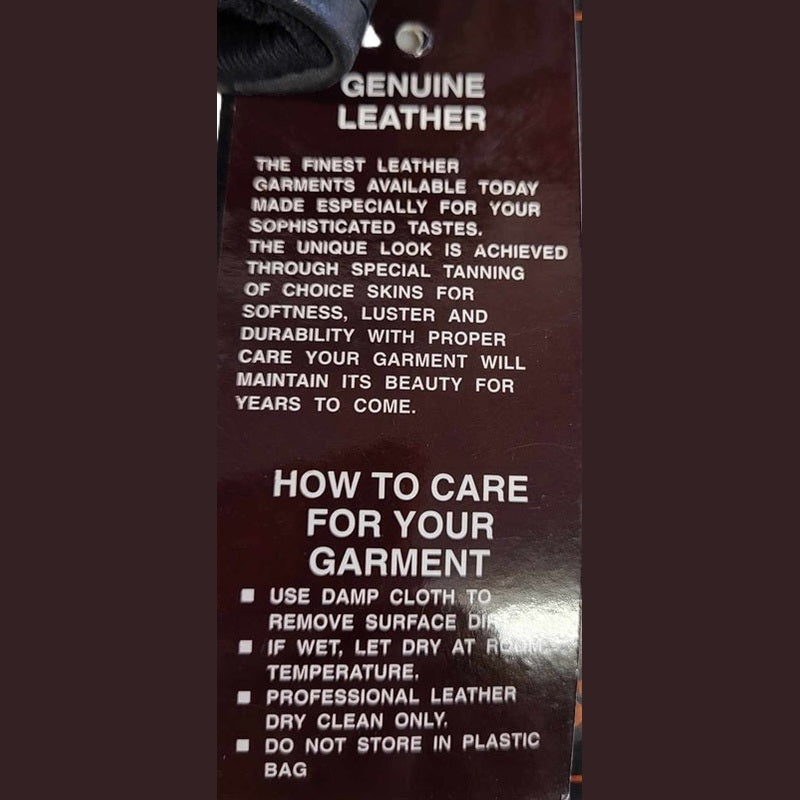 GENUINE
LEATHER
THE FINEST LEATHER
GARMENTS AVAILABLE TODAY
MADE ESPECIALLY FOR YOUR
SOPHISTICATED TASTES.
THE UNIQUE LOOK IS ACHIEVED
THROUGH SPECIAL TANNING
OF CHOICE SKINS FOR
SOFTNESS, LUSTER AND
DURABILITY WITH PROPER
CARE YOUR GARMENT WILL
MAINTAIN ITS BEAUTY FOR
YEARS TO COME.
HOW TO CARE
FOR YOUR
GARMENT
■ USE DAMP CLOTH TO
REMOVE SURFACE
■ IF WET, LET DRY AT ROOM
TEMPERATURE.
■ PROFESSIONAL LEATHER
DRY CLEAN ONLY.
■ DO NOT STORE IN PLASTIC
BAG